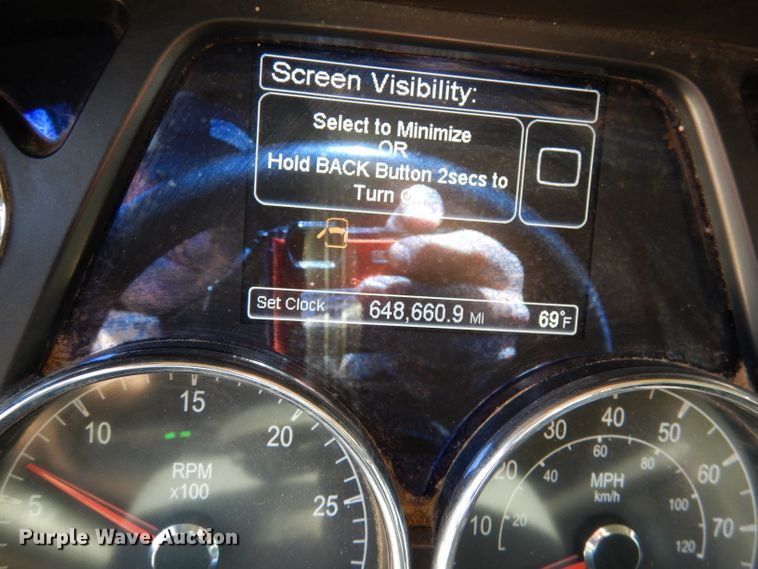 Screen Visibility:
Select to Minimize
OR
Hold BACK Button 2secs to
Turn
Set Clock 648,660.9 MI 69°F
5 10 15 20 25
RPM
x100
10 20 30 40 50 60 70
MPH
km/h
20 40 60 80 100 120
Purple Wave Auction